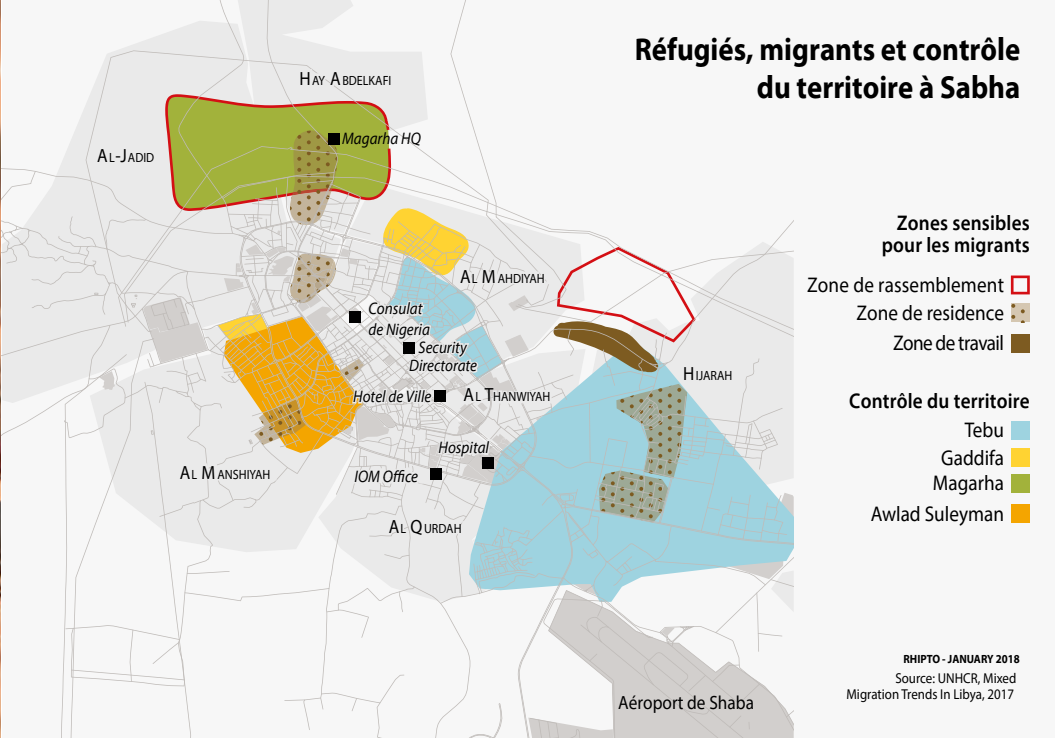 Réfugiés, migrants et contrôle
du territoire à Sabha
Hay Abdelkafi
Magarha HQ
Al-Jadid
Al Mahdiyah
Consulat
de Nigeria
Security
Directorate
Hotel de Ville
Al Thanwiyah
Hijarah
Hospital
Al Manshiyah
IOM Office
Al Qurdah
Aéroport de Shaba
Zones sensibles
pour les migrants
Zone de rassemblement
Zone de residence
Zone de travail
Contrôle du territoire
Tebu
Gaddifa
Magarha
Awlad Suleyman
RHIPTO - JANUARY 2018
Source: UNHCR, Mixed
Migration Trends In Libya, 2017